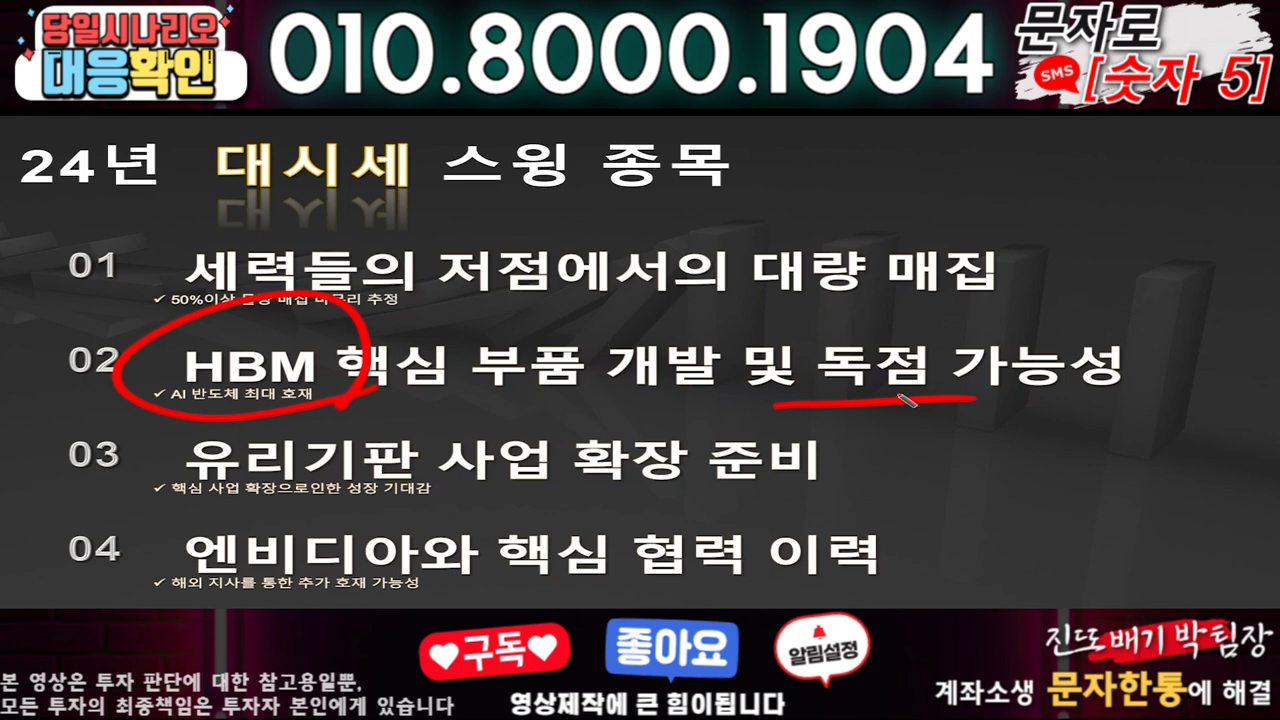 당일시나리오
대응확인
010.8000.1904
문자로
SMS [숫자 5]
24년 대시세 스윙 종목
01 세력들의 저점에서의 대량 매집
✓ 50%이상 물량 매집 마무리 추정
02 HBM 핵심 부품 개발 및 독점 가능성
✓ AI 반도체 최대 호재
03 유리기판 사업 확장 준비
✓ 핵심 사업 확장으로인한 성장 기대감
04 엔비디아와 핵심 협력 이력
✓ 해외 지사를 통한 추가 호재 가능성
구독
좋아요
알림설정
영상제작에 큰 힘이됩니다
본 영상은 투자 판단에 대한 참고용일뿐,
모든 투자의 최종책임은 투자자 본인에게 있습니다
진또배기 박팀장
계좌소생 문자한통에 해결